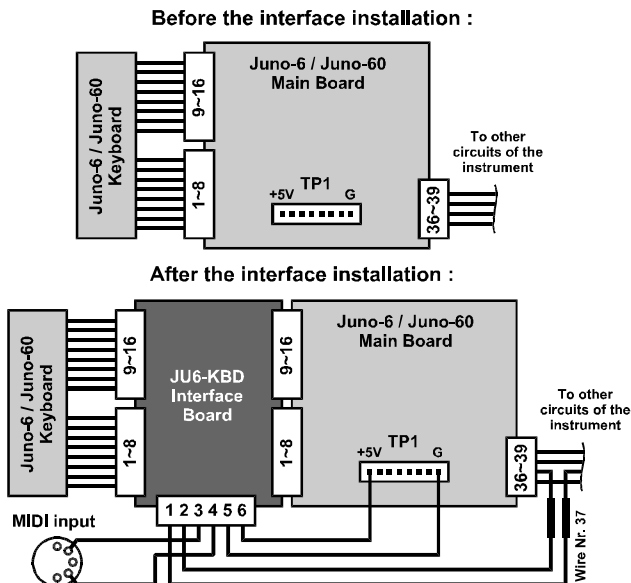 Before the interface installation :
Juno-6 / Juno-60
Keyboard
9~16
1~8
Juno-6 / Juno-60
Main Board
TP1
+5V
G
36~39
To other
circuits of the
instrument
After the interface installation :
Juno-6 / Juno-60
Keyboard
9~16
1~8
JU6-KBD
Interface
Board
9~16
1~8
Juno-6 / Juno-60
Main Board
TP1
+5V
G
36~39
To other
circuits of the
instrument
1 2 3 4 5 6
MIDI input
Wire Nr. 37